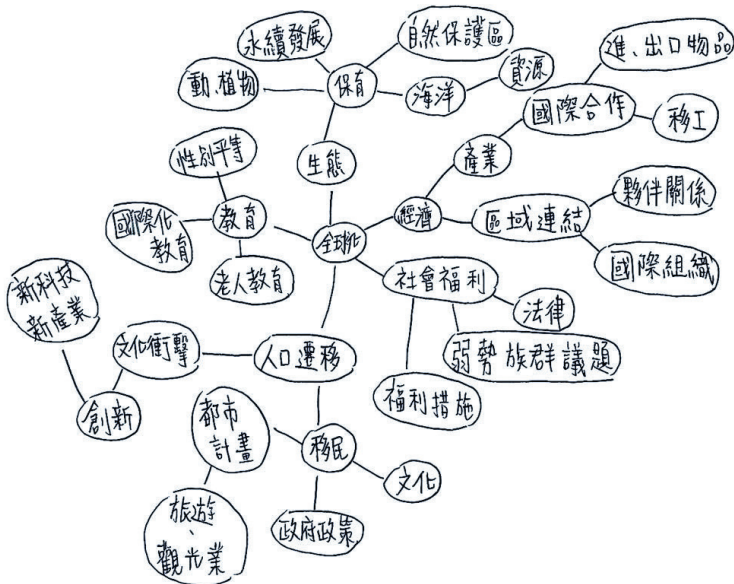 永續發展
自然保護區
進、出口物品
動、植物
保育
海洋
資源
國際合作
移工
性別平等
生態
產業
夥伴關係
國際化
教育
教育
全球化
經濟
區域連結
老人教育
社會福利
國際組織
新科技
新產業
法律
文化衝擊
人口遷移
弱勢族群議題
福利措施
創新
都市
計畫
移民
文化
旅遊
、
觀光業
政府政策